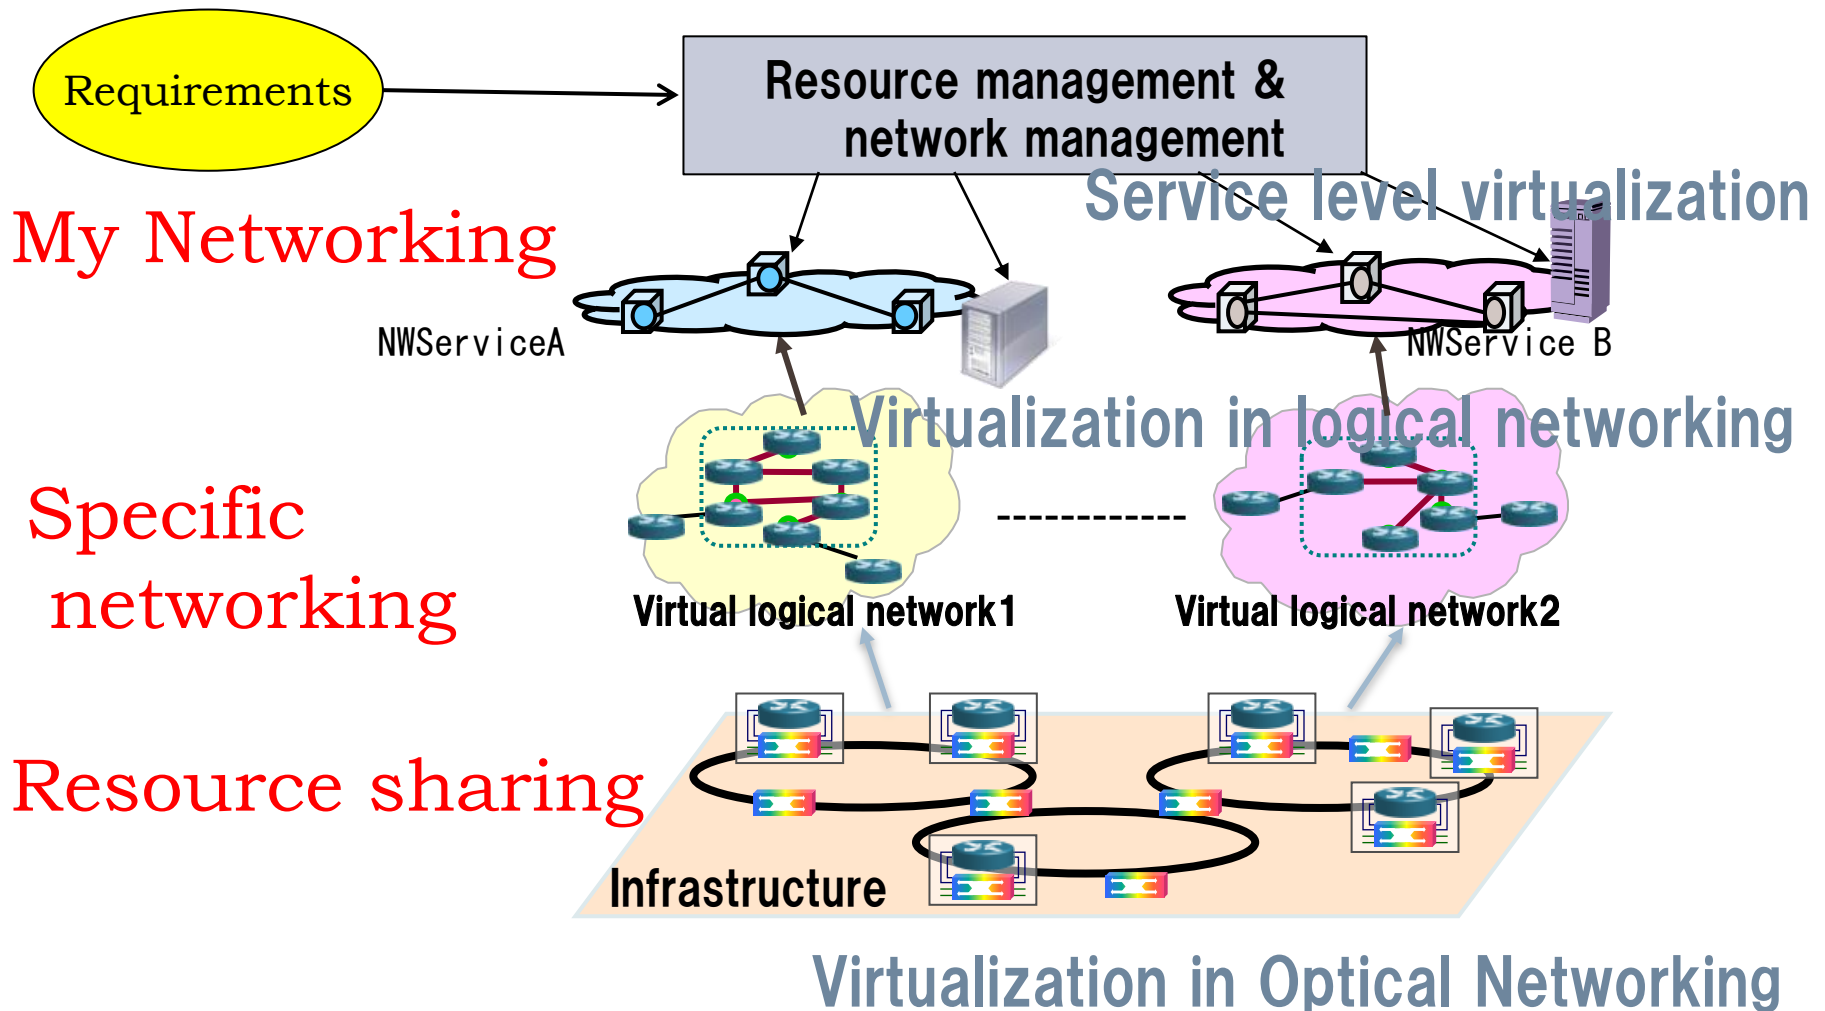 Requirements
Resource management &
network management
Service level virtualization
My Networking
NWServiceA
NWService B
Virtualization in logical networking
Specific
networking
Virtual logical network1
Virtual logical network2
Resource sharing
Infrastructure
Virtualization in Optical Networking